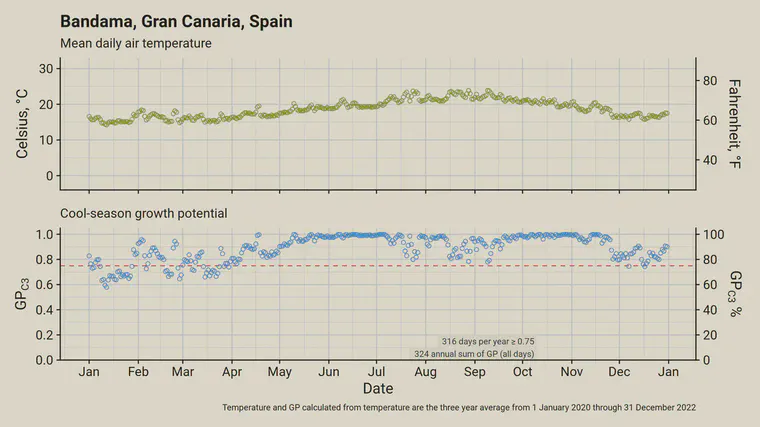 Bandama, Gran Canaria, Spain
Mean daily air temperature
30
20
10
0
Celsius, °C
80
60
40
Fahrenheit, °F
Cool-season growth potential
1.0
0.8
0.6
0.4
0.2
0.0
GPC3
100
80
60
40
20
0
GPC3 %
316 days per year ≥ 0.75
324 annual sum of GP (all days)
Jan Feb Mar Apr May Jun Jul Aug Sep Oct Nov Dec Jan
Date
Temperature and GP calculated from temperature are the three year average from 1 January 2020 through 31 December 2022